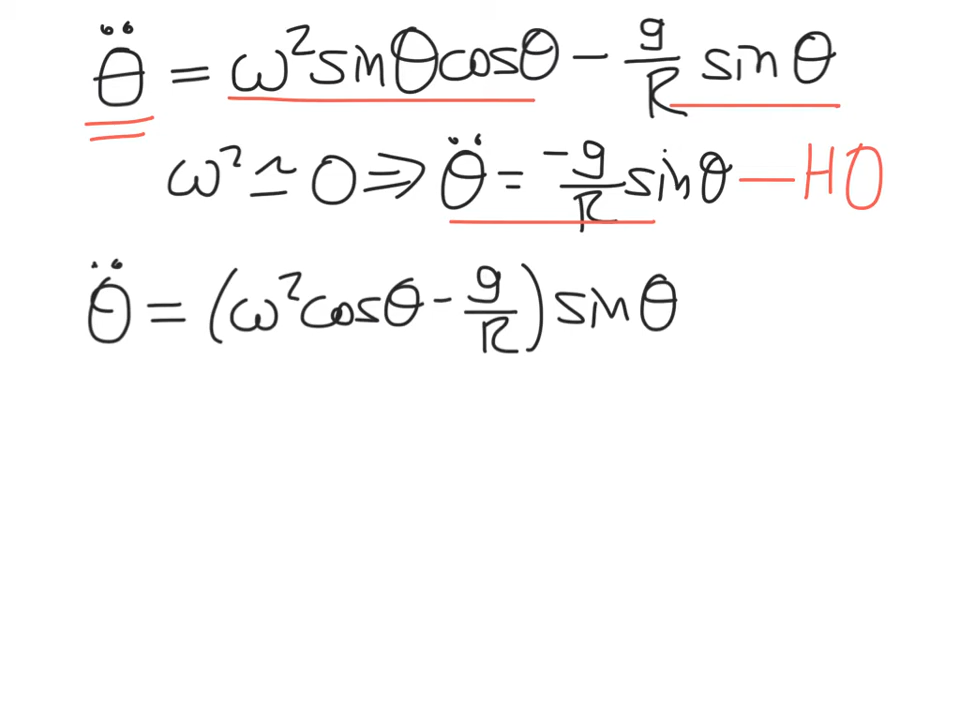 θ̈ = ω²sinθcosθ − g/R sinθ
ω² ≃ 0 ⇒ θ̈ = −g/R sinθ — HO
θ̈ = (ω²cosθ − g/R) sinθ